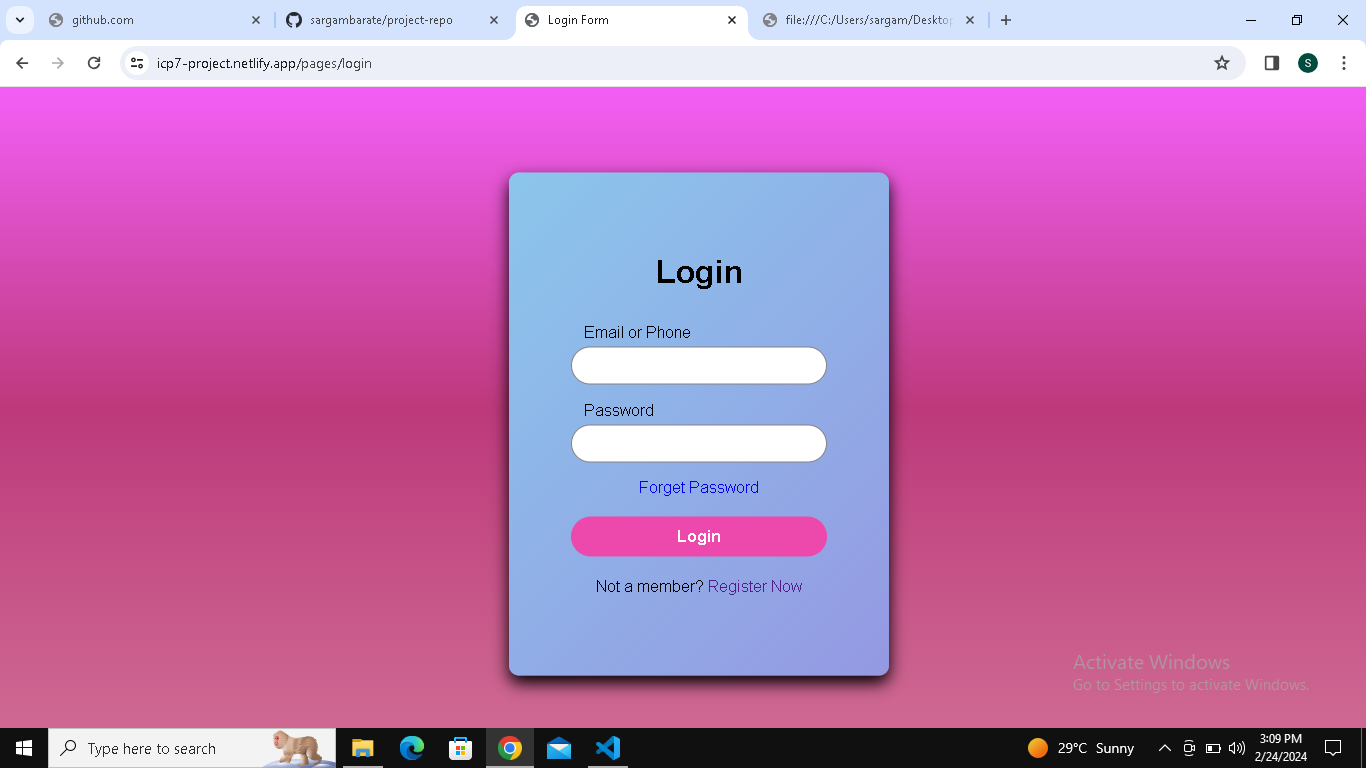 github.com
sargambarate/project-repo
Login Form
file:///C:/Users/sargam/Desktop
icp7-project.netlify.app/pages/login
S
Login
Email or Phone
Password
Forget Password
Login
Not a member? Register Now
Activate Windows
Go to Settings to activate Windows.
Type here to search
29°C Sunny
3:09 PM
2/24/2024